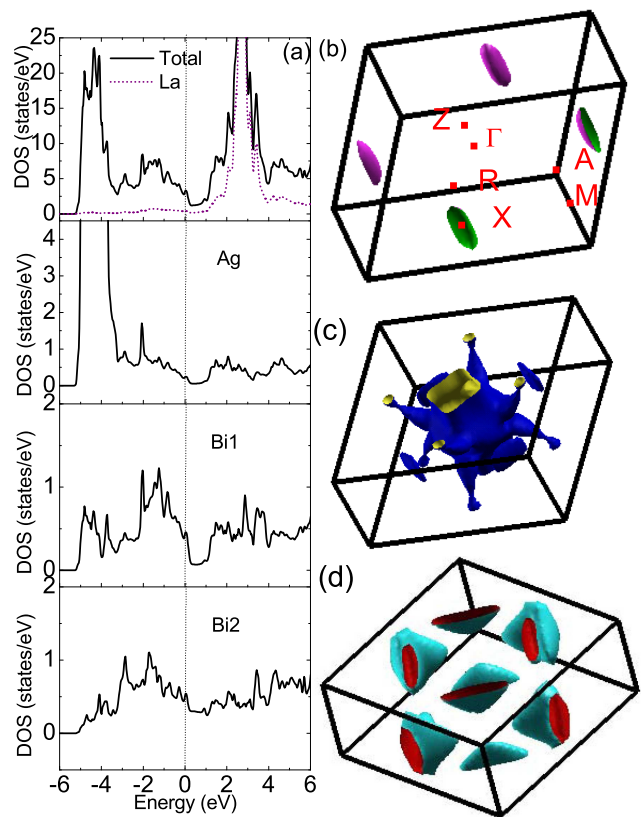 (a)
Total
La
DOS (states/eV)
25
20
15
10
5
0
Ag
DOS (states/eV)
4
3
2
1
0
Bi1
DOS (states/eV)
2
1
0
Bi2
DOS (states/eV)
2
1
0
-6 -4 -2 0 2 4 6
Energy (eV)
(b)
Z
Γ
A
R
M
X
(c)
(d)